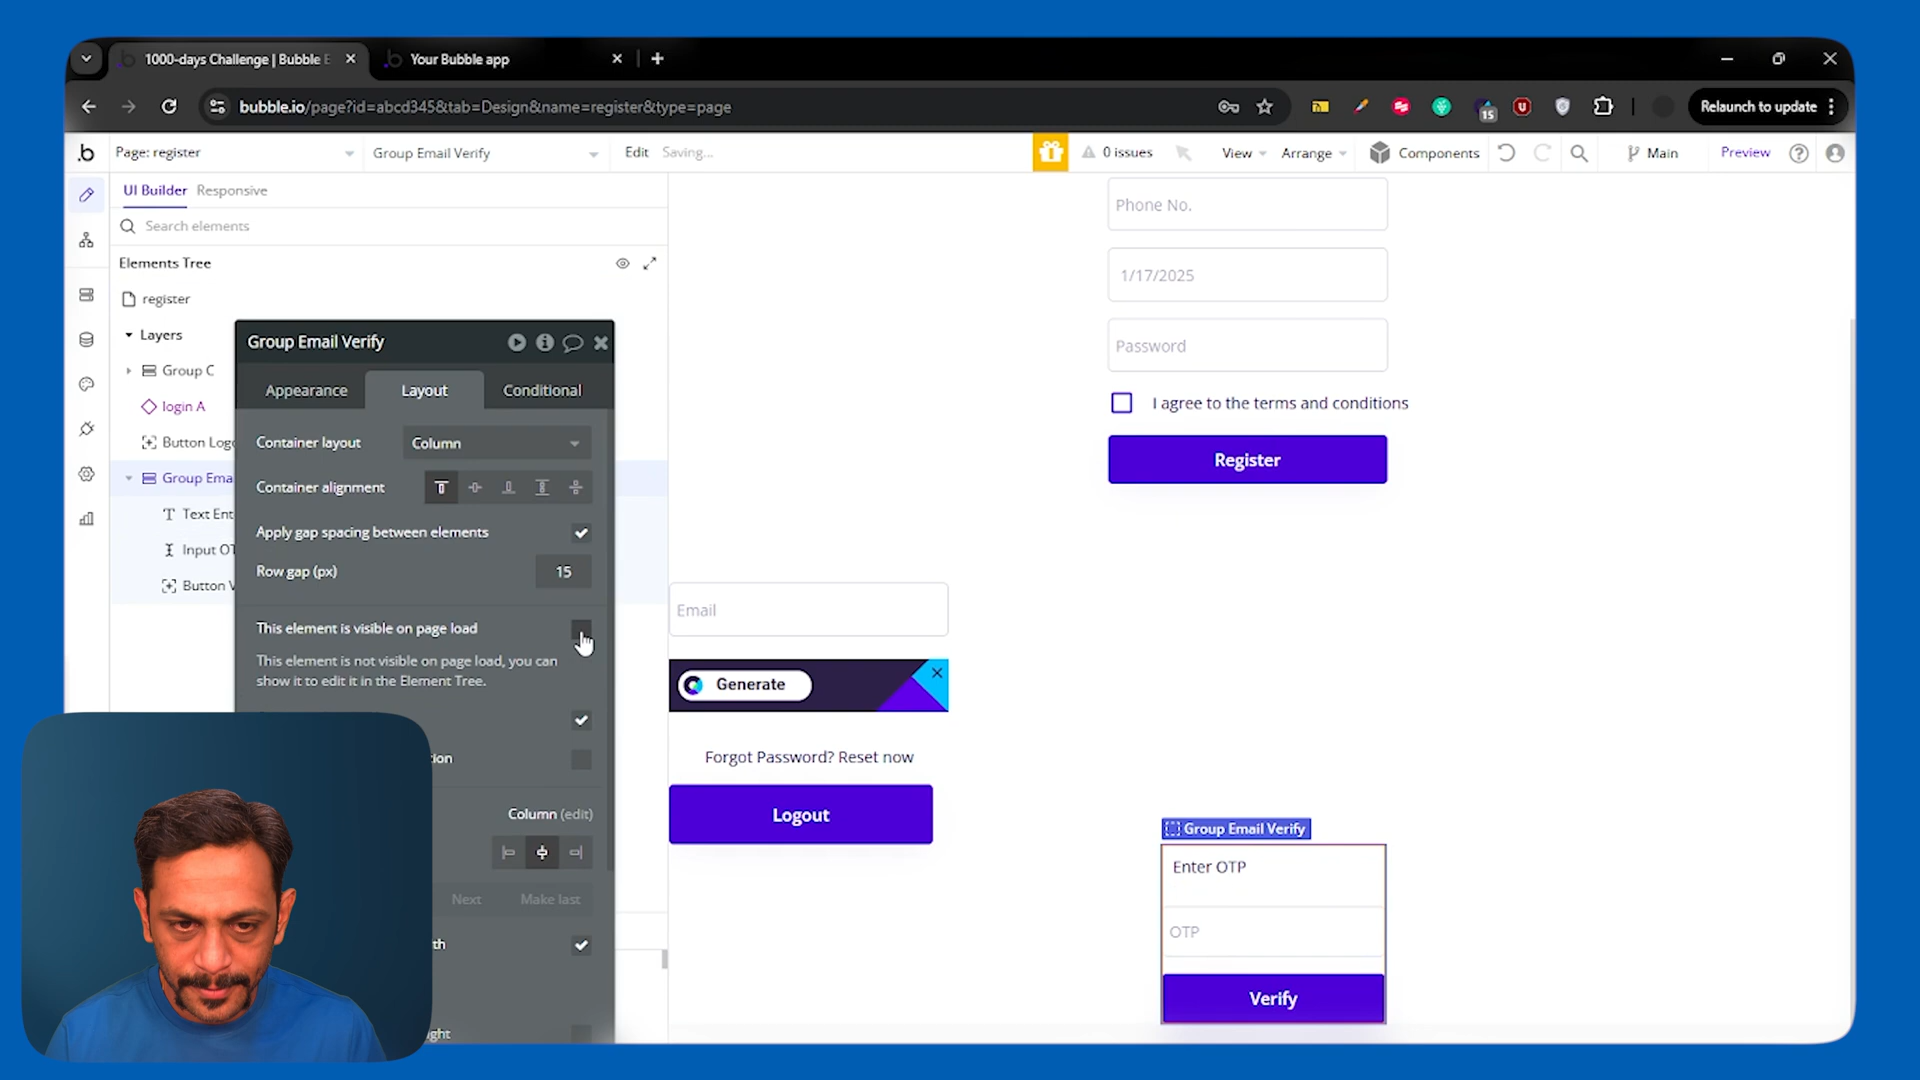 1000-days Challenge | Bubble E
Your Bubble app
bubble.io/page?id=abcd345&tab=Design&name=register&type=page
15
Relaunch to update
Page: register
Group Email Verify
Edit
Saving...
0 issues
View
Arrange
Components
Main
Preview
UI Builder
Responsive
Search elements
Elements Tree
register
Layers
Group C
login A
Button Logo
Group Ema
Text Ent
Input OT
Button V
Group Email Verify
Appearance
Layout
Conditional
Container layout
Column
Container alignment
Apply gap spacing between elements
Row gap (px)
15
This element is visible on page load
This element is not visible on page load, you can
show it to edit it in the Element Tree.
tion
Column (edit)
Next
Make last
th
ght
Phone No.
1/17/2025
Password
I agree to the terms and conditions
Register
Email
Generate
Forgot Password? Reset now
Logout
Group Email Verify
Enter OTP
OTP
Verify